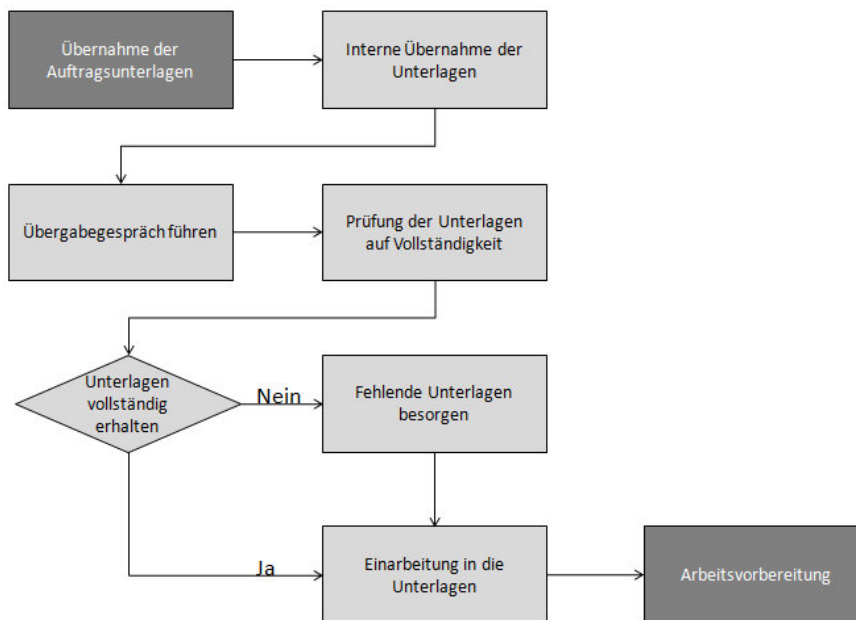 Übernahme der
Auftragsunterlagen
Interne Übernahme der
Unterlagen
Übergabegespräch führen
Prüfung der Unterlagen
auf Vollständigkeit
Unterlagen
vollständig
erhalten
Nein
Fehlende Unterlagen
besorgen
Ja
Einarbeitung in die
Unterlagen
Arbeitsvorbereitung